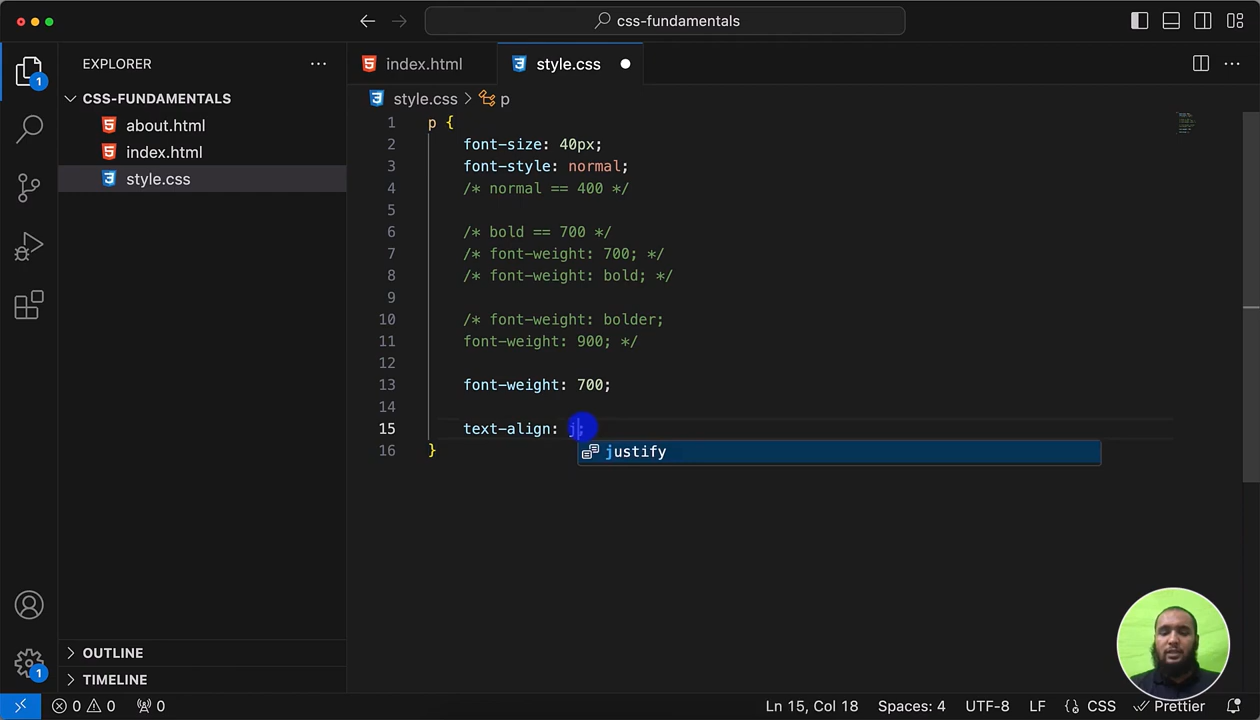 css-fundamentals
EXPLORER
index.html
style.css
1
CSS-FUNDAMENTALS
style.css > p
about.html
index.html
style.css
1 p {
2 font-size: 40px;
3 font-style: normal;
4 /* normal == 400 */
5
6 /* bold == 700 */
7 /* font-weight: 700; */
8 /* font-weight: bold; */
9
10 /* font-weight: bolder;
11 font-weight: 900; */
12
13 font-weight: 700;
14
15 text-align: j;
justify
16 }
OUTLINE
1
TIMELINE
0 0 0 Ln 15, Col 18 Spaces: 4 UTF-8 LF {} CSS Prettier